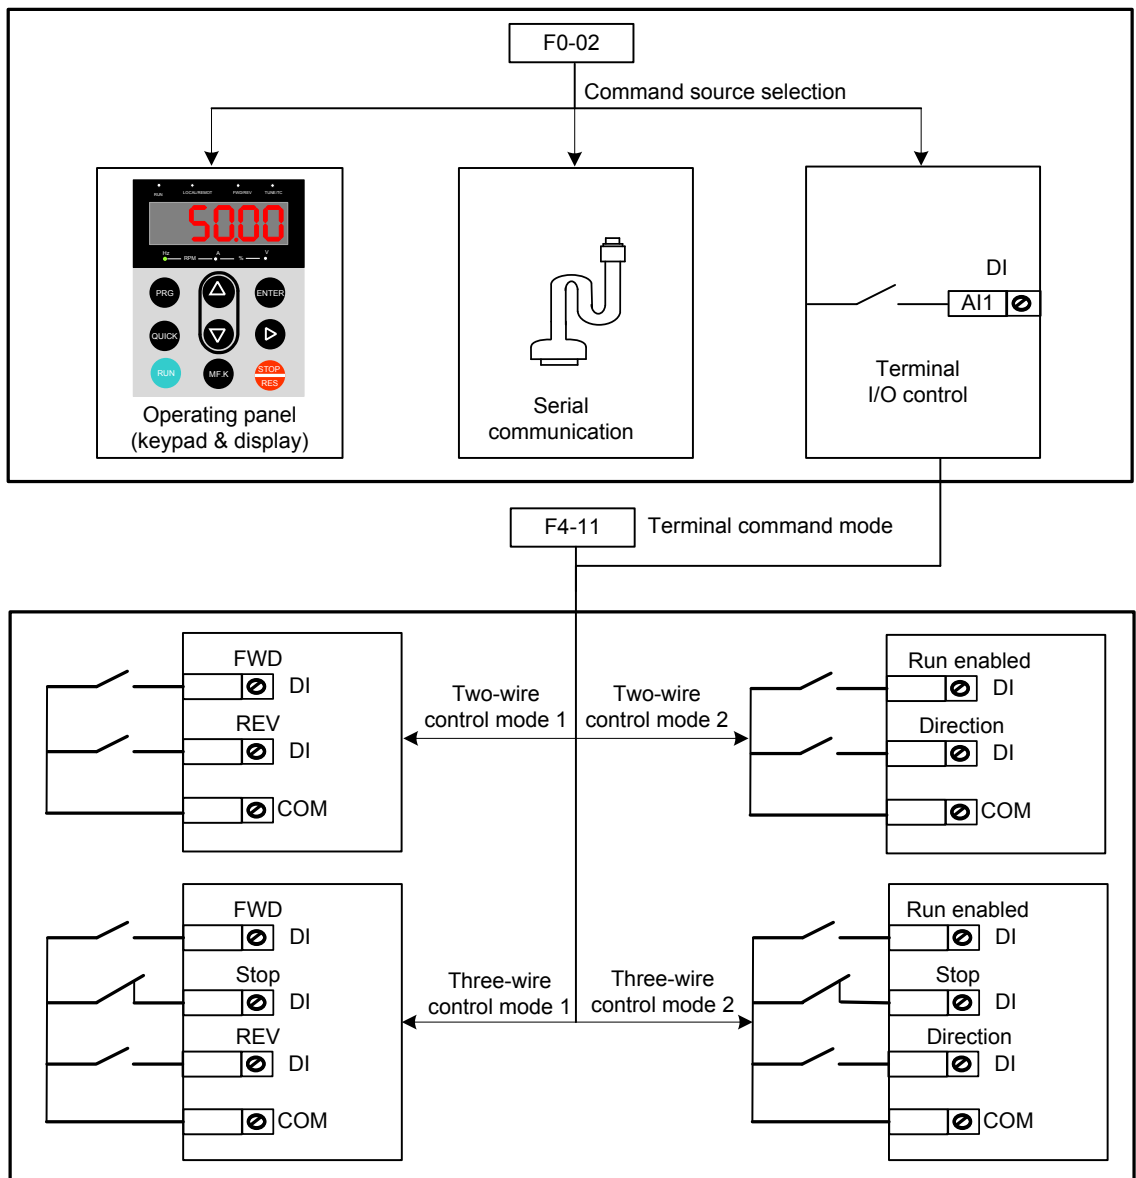 F0-02
Command source selection
RUN LOCAL/REMOT FWD/REV TUNE/TC
50.00
Hz RPM A % V
PRG ENTER
QUICK
RUN MF.K STOP
RES
Operating panel
(keypad & display)
Serial
communication
DI
AI1
Terminal
I/O control
F4-11
Terminal command mode
FWD
DI
REV
DI
COM
Two-wire
control mode 1
Two-wire
control mode 2
Run enabled
DI
Direction
DI
COM
FWD
DI
Stop
DI
REV
DI
COM
Three-wire
control mode 1
Three-wire
control mode 2
Run enabled
DI
Stop
DI
Direction
DI
COM